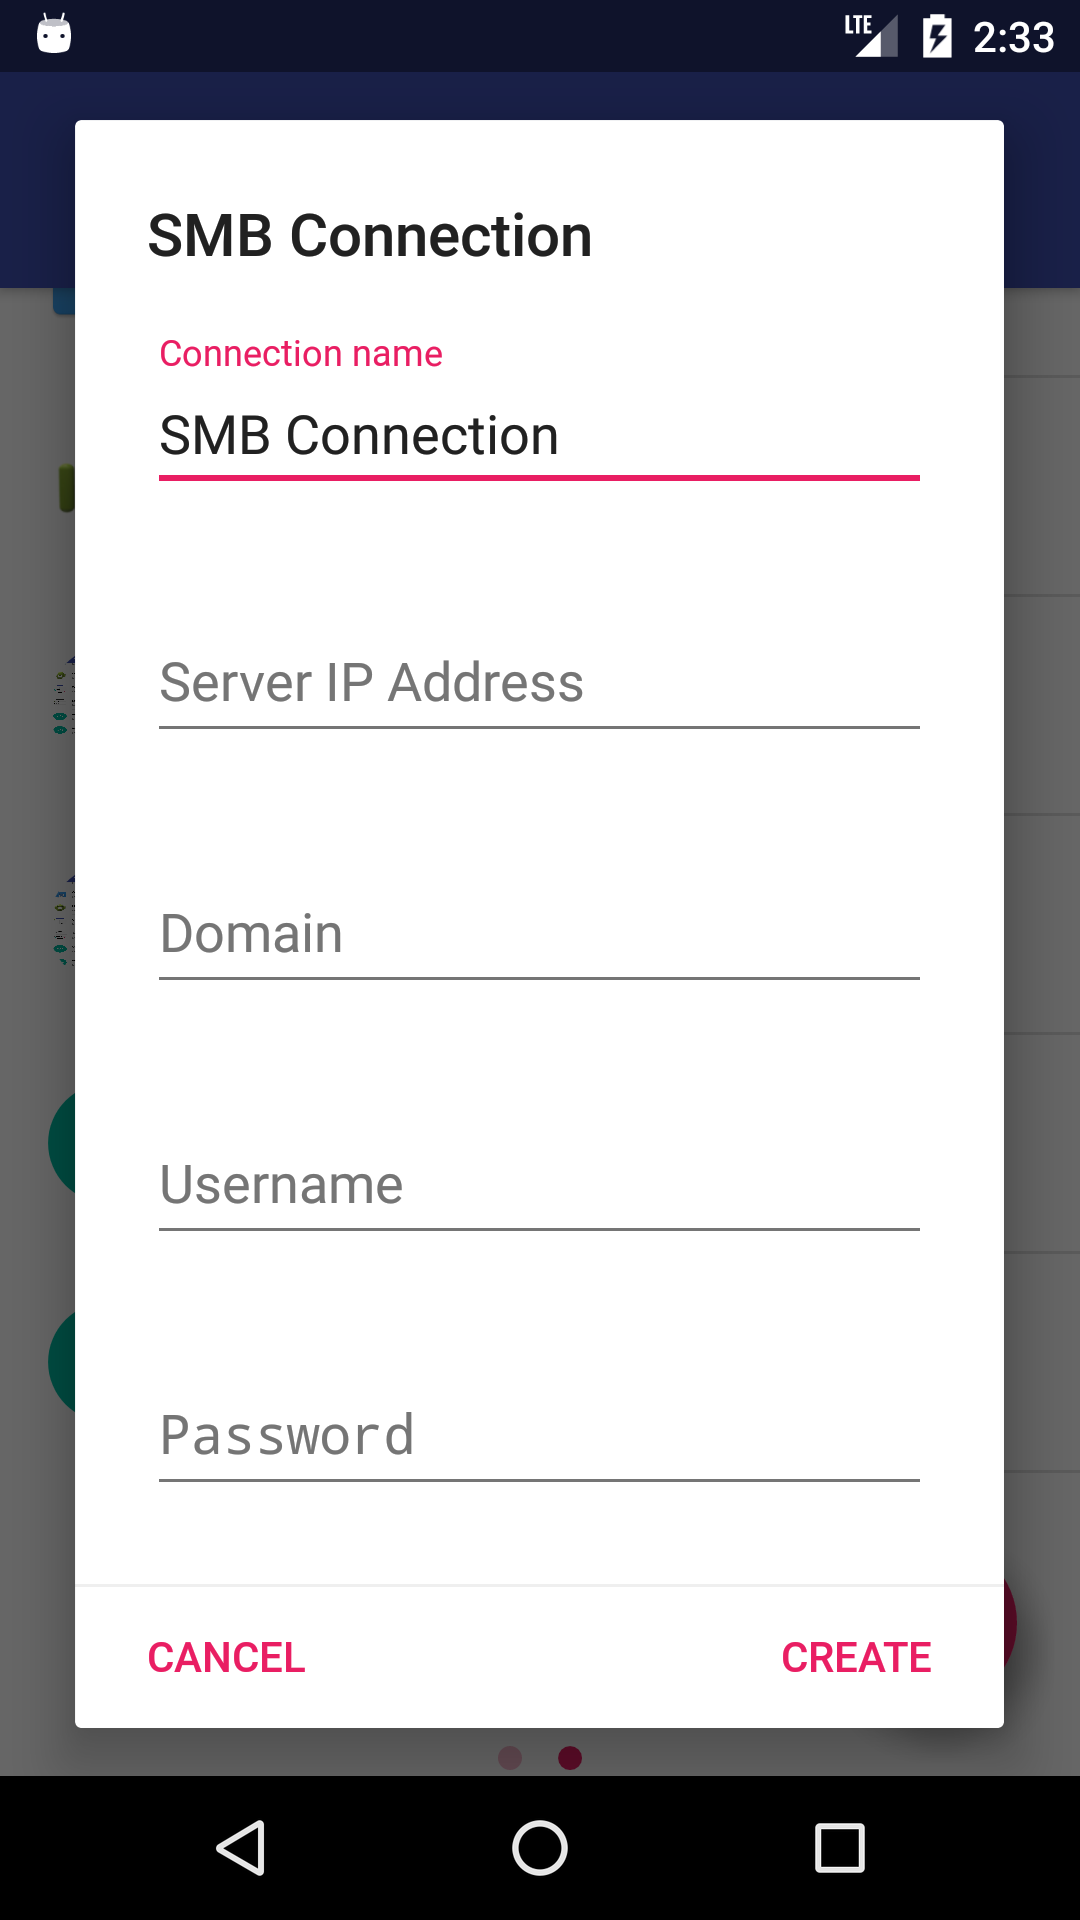 LTE 2:33
SMB Connection
Connection name
SMB Connection
Server IP Address
Domain
Username
Password
CANCEL CREATE